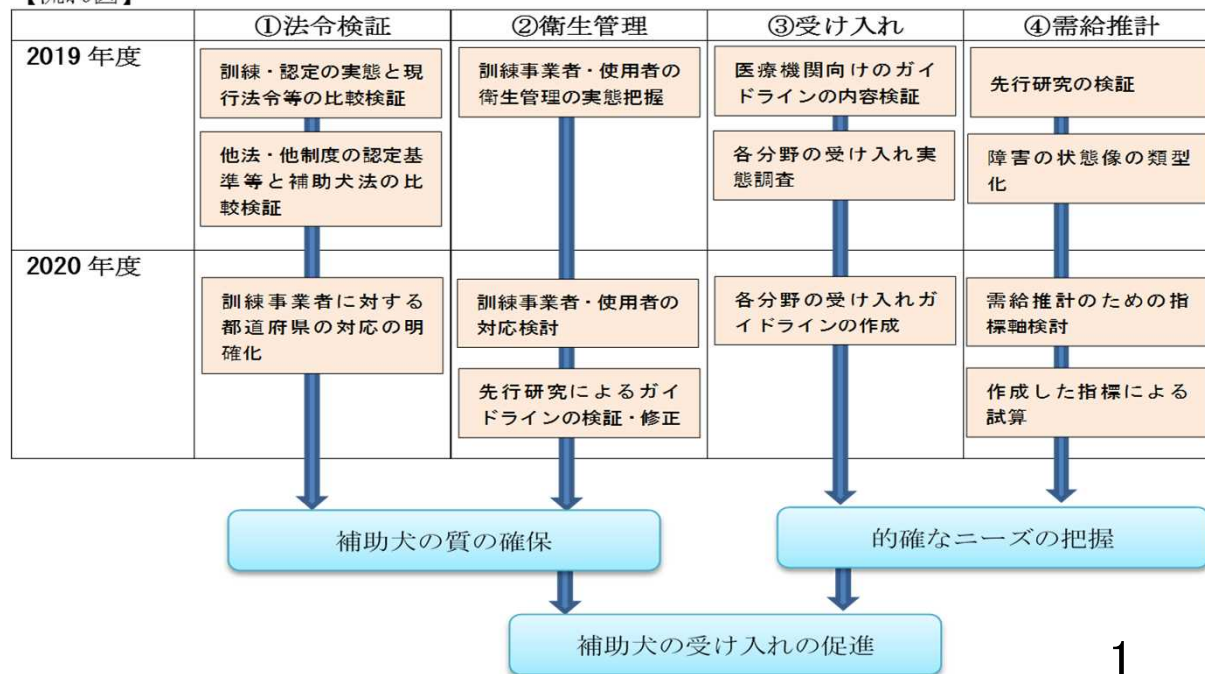 ①法令検証
②衛生管理
③受け入れ
④需給推計
2019 年度
訓練・認定の実態と現
行法令等の比較検証
他法・他制度の認定基
準等と補助犬法の比
較検証
訓練事業者・使用者の
衛生管理の実態把握
医療機関向けのガイ
ドラインの内容検証
各分野の受け入れ実
態調査
先行研究の検証
障害の状態像の類型
化
2020 年度
訓練事業者に対する
都道府県の対応の明
確化
訓練事業者・使用者の
対応検討
先行研究によるガイ
ドラインの検証・修正
各分野の受け入れガ
イドラインの作成
需給推計のための指
標軸検討
作成した指標による
試算
補助犬の質の確保
的確なニーズの把握
補助犬の受け入れの促進
1